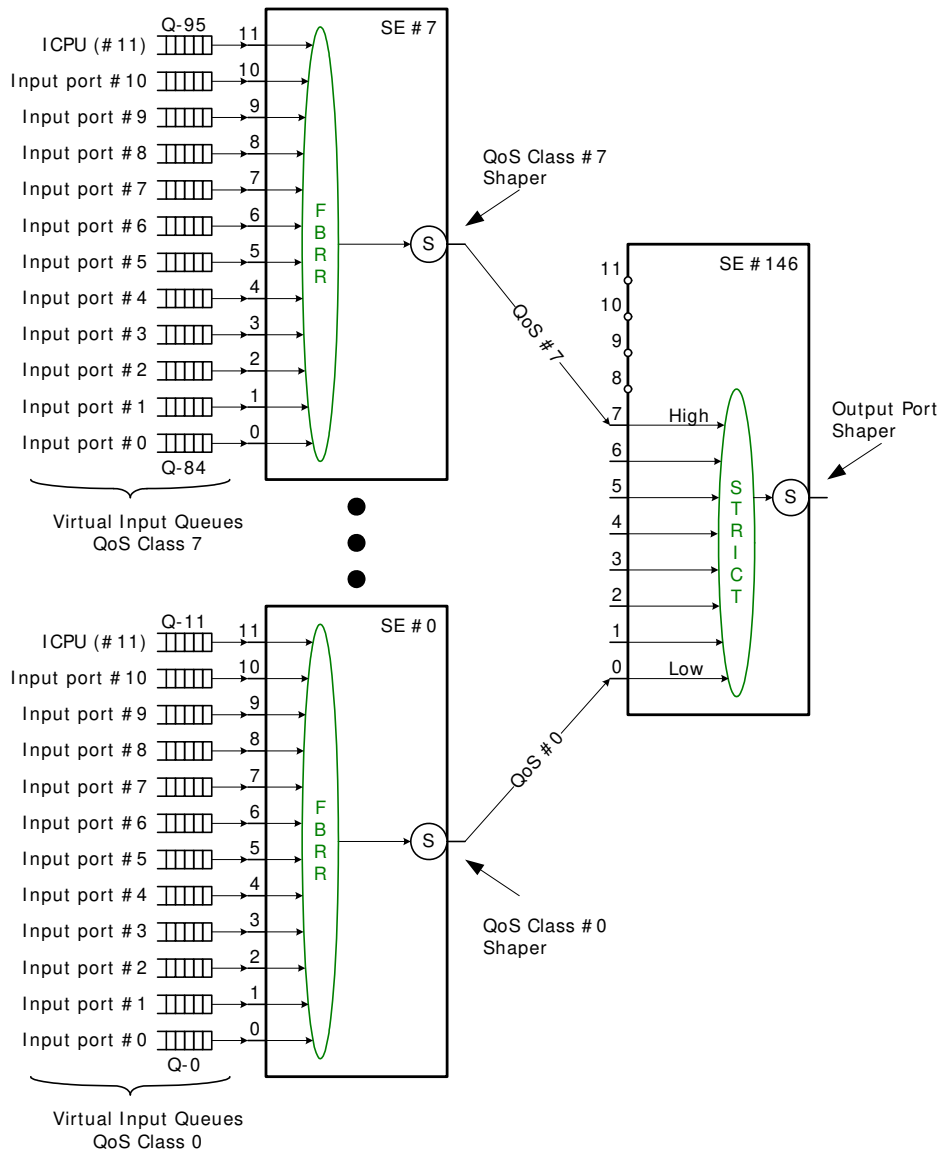 Q-95
SE #7
ICPU (#11)
11
Input port #10
10
Input port #9
9
Input port #8
8
Input port #7
7
Input port #6
6
Input port #5
5
Input port #4
4
Input port #3
3
Input port #2
2
Input port #1
1
Input port #0
0
Q-84
FBRR
S
QoS Class #7
Shaper
QoS #7
Virtual Input Queues
QoS Class 7
SE #146
11
10
9
8
7
High
6
5
4
3
2
1
0
Low
STRICT
S
Output Port
Shaper
Q-11
SE #0
ICPU (#11)
11
Input port #10
10
Input port #9
9
Input port #8
8
Input port #7
7
Input port #6
6
Input port #5
5
Input port #4
4
Input port #3
3
Input port #2
2
Input port #1
1
Input port #0
0
Q-0
FBRR
S
QoS #0
QoS Class #0
Shaper
Virtual Input Queues
QoS Class 0